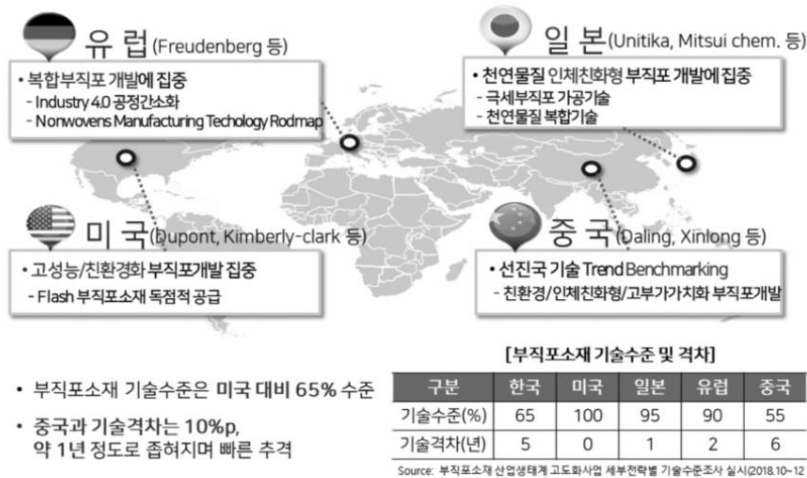 유 럽(Freudenberg 등)
• 복합부직포 개발에 집중
- Industry 4.0 공정간소화
- Nonwovens Manufacturing Techology Rodmap
일 본(Unitika, Mitsui chem. 등)
• 천연물질 인체친화형 부직포 개발에 집중
- 극세부직포 가공기술
- 천연물질 복합기술
미 국(Dupont, Kimberly-clark 등)
• 고성능/친환경화 부직포개발 집중
- Flash 부직포소재 독점적 공급
중 국(Daling, Xinlong 등)
• 선진국 기술 Trend Benchmarking
- 친환경/인체친화형/고부가가치화 부직포개발
• 부직포소재 기술수준은 미국 대비 65% 수준
• 중국과 기술격차는 10%p,
약 1년 정도로 좁혀지며 빠른 추격
[부직포소재 기술수준 및 격차]
구분 한국 미국 일본 유럽 중국
기술수준(%) 65 100 95 90 55
기술격차(년) 5 0 1 2 6
Source: 부직포소재 산업생태계 고도화사업 세부전략별 기술수준조사 실시(2018.10~12